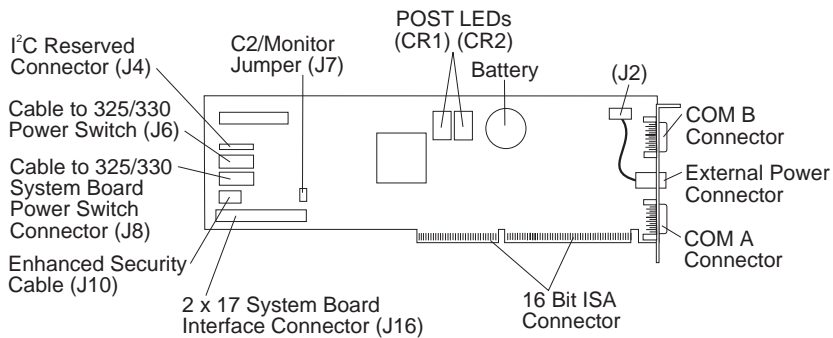 I²C Reserved
Connector (J4)
Cable to 325/330
Power Switch (J6)
Cable to 325/330
System Board
Power Switch
Connector (J8)
Enhanced Security
Cable (J10)
2 x 17 System Board
Interface Connector (J16)
C2/Monitor
Jumper (J7)
POST LEDs
(CR1) (CR2)
Battery
(J2)
COM B
Connector
External Power
Connector
COM A
Connector
16 Bit ISA
Connector